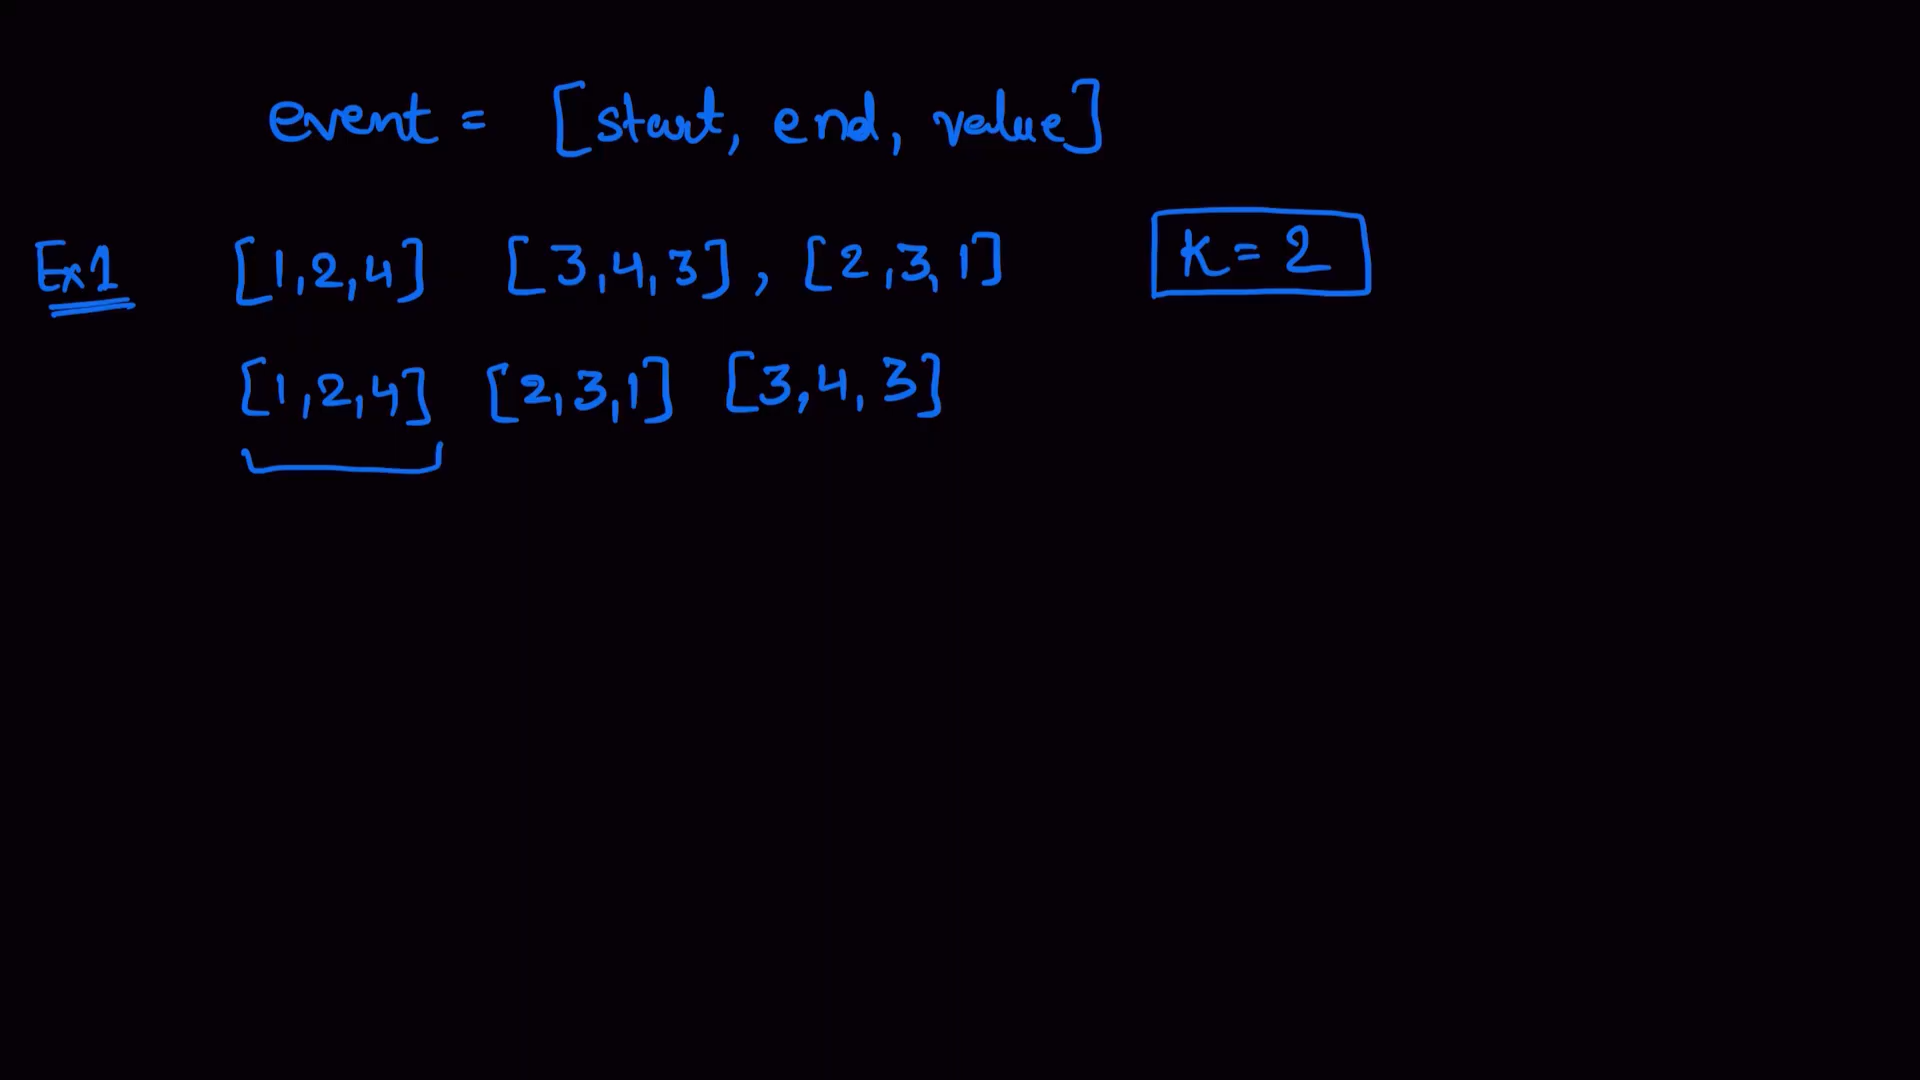 event = [start, end, value]
Ex1 [1,2,4] [3,4,3], [2,3,1] K = 2
[1,2,4] [2,3,1] [3,4,3]